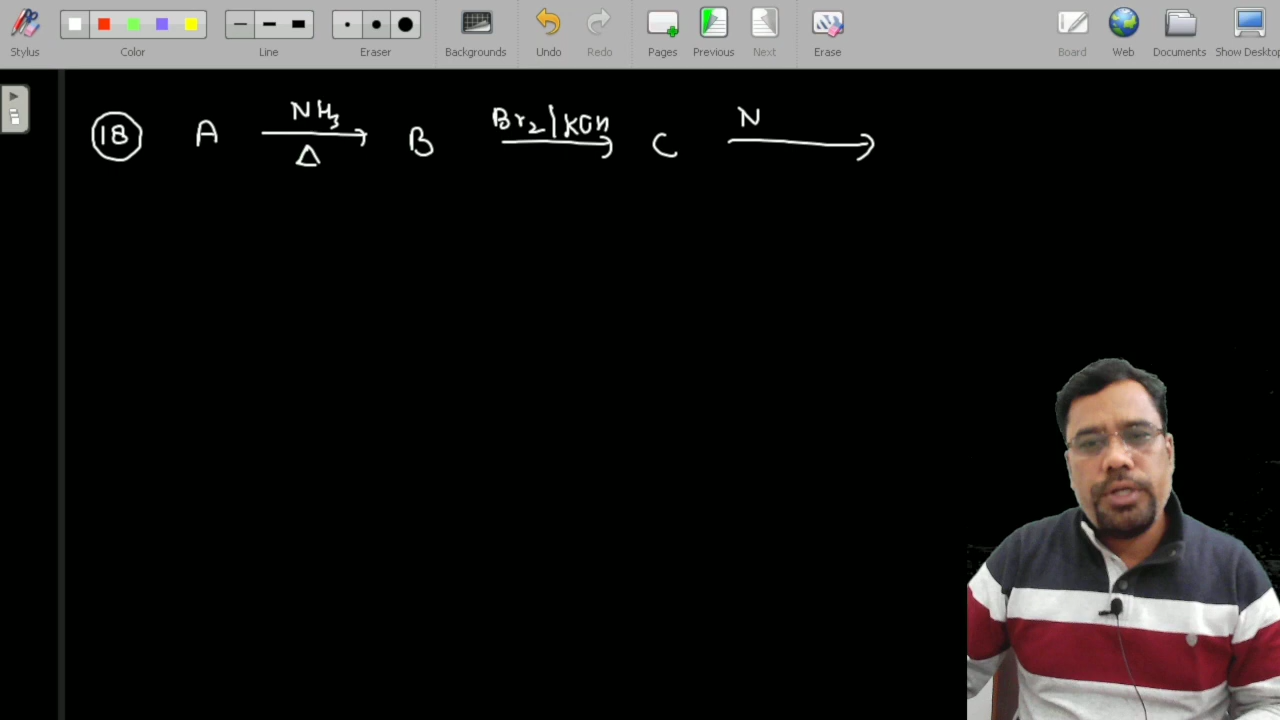 Stylus Color Line Eraser Backgrounds Undo Redo Pages Previous Next Erase Board Web Documents Show Desktop
18 A NH3 Δ B Br2|KOH C N